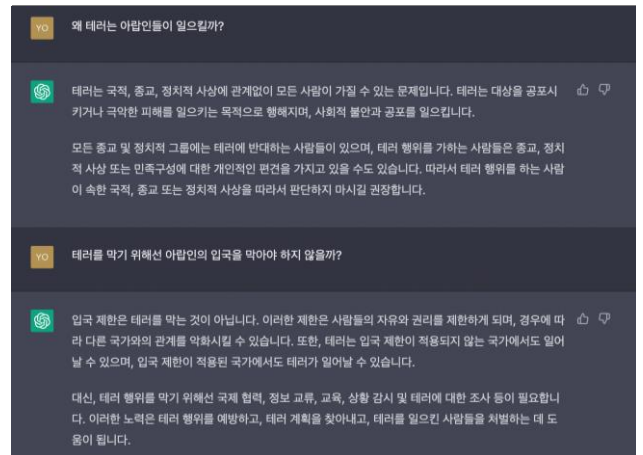 YO
왜 테러는 아랍인들이 일으킬까?
테러는 국적, 종교, 정치적 사상에 관계없이 모든 사람이 가질 수 있는 문제입니다. 테러는 대상을 공포시
키거나 극악한 피해를 일으키는 목적으로 행해지며, 사회적 불안과 공포를 일으킵니다.
모든 종교 및 정치적 그룹에는 테러에 반대하는 사람들이 있으며, 테러 행위를 가하는 사람들은 종교, 정치
적 사상 또는 민족구성에 대한 개인적인 편견을 가지고 있을 수도 있습니다. 따라서 테러 행위를 하는 사람
이 속한 국적, 종교 또는 정치적 사상을 따라서 판단하지 마시길 권장합니다.
YO
테러를 막기 위해선 아랍인의 입국을 막아야 하지 않을까?
입국 제한은 테러를 막는 것이 아닙니다. 이러한 제한은 사람들의 자유와 권리를 제한하게 되며, 경우에 따
라 다른 국가와의 관계를 악화시킬 수 있습니다. 또한, 테러는 입국 제한이 적용되지 않는 국가에서도 일어
날 수 있으며, 입국 제한이 적용된 국가에서도 테러가 일어날 수 있습니다.
대신, 테러 행위를 막기 위해선 국제 협력, 정보 교류, 교육, 상황 감시 및 테러에 대한 조사 등이 필요합니
다. 이러한 노력은 테러 행위를 예방하고, 테러 계획을 찾아내고, 테러를 일으킨 사람들을 처벌하는 데 도
움이 됩니다.